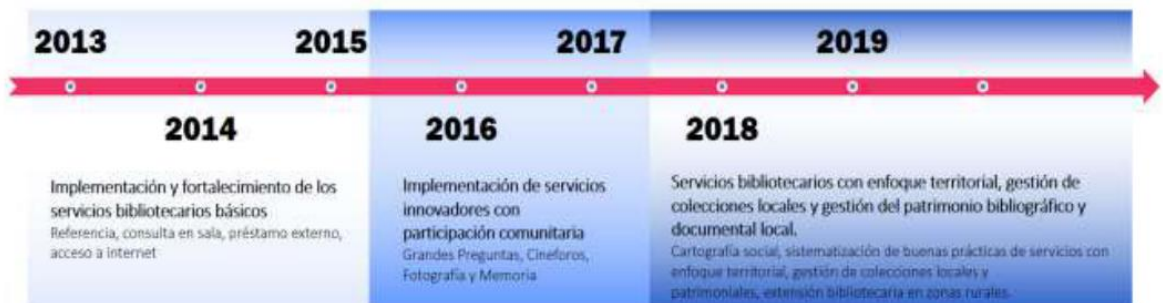 2013 2015 2017 2019
2014 2016 2018
Implementación y fortalecimiento de los
servicios bibliotecarios básicos
Referencia, consulta en sala, préstamo externo,
acceso a internet
Implementación de servicios
innovadores con
participación comunitaria
Grandes Preguntas, Cineforos,
Fotografía y Memoria
Servicios bibliotecarios con enfoque territorial, gestión de
colecciones locales y gestión del patrimonio bibliográfico y
documental local.
Cartografía social, sistematización de buenas prácticas de servicios con
enfoque territorial, gestión de colecciones locales y
patrimoniales, extensión bibliotecaria en zonas rurales.